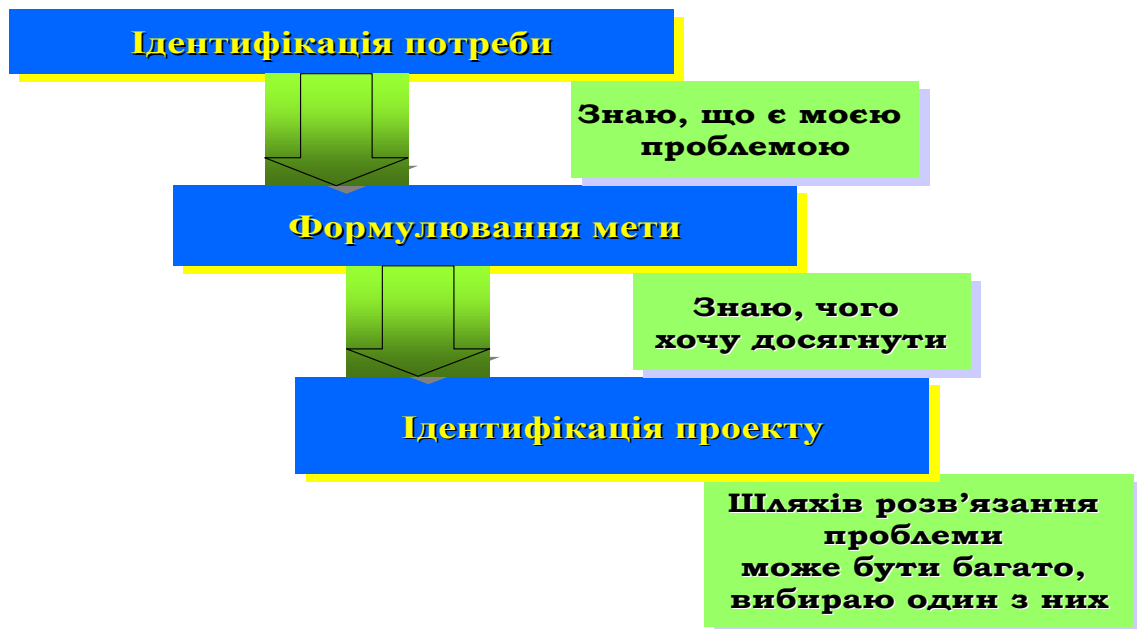 Ідентифікація потреби
Знаю, що є моєю
проблемою
Формулювання мети
Знаю, чого
хочу досягнути
Ідентифікація проекту
Шляхів розв’язання
проблеми
може бути багато,
вибираю один з них